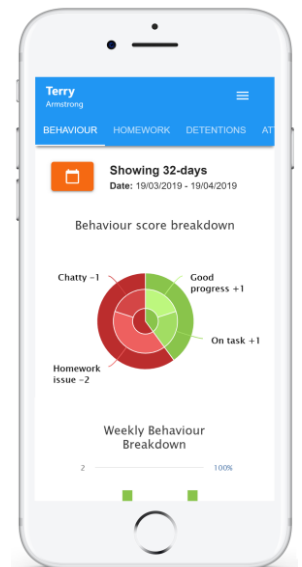 Terry
Armstrong
BEHAVIOUR HOMEWORK DETENTIONS AT
Showing 32-days
Date: 19/03/2019 - 19/04/2019
Behaviour score breakdown
Chatty -1
Good
progress +1
On task +1
Homework
issue -2
Weekly Behaviour
Breakdown
2 100%